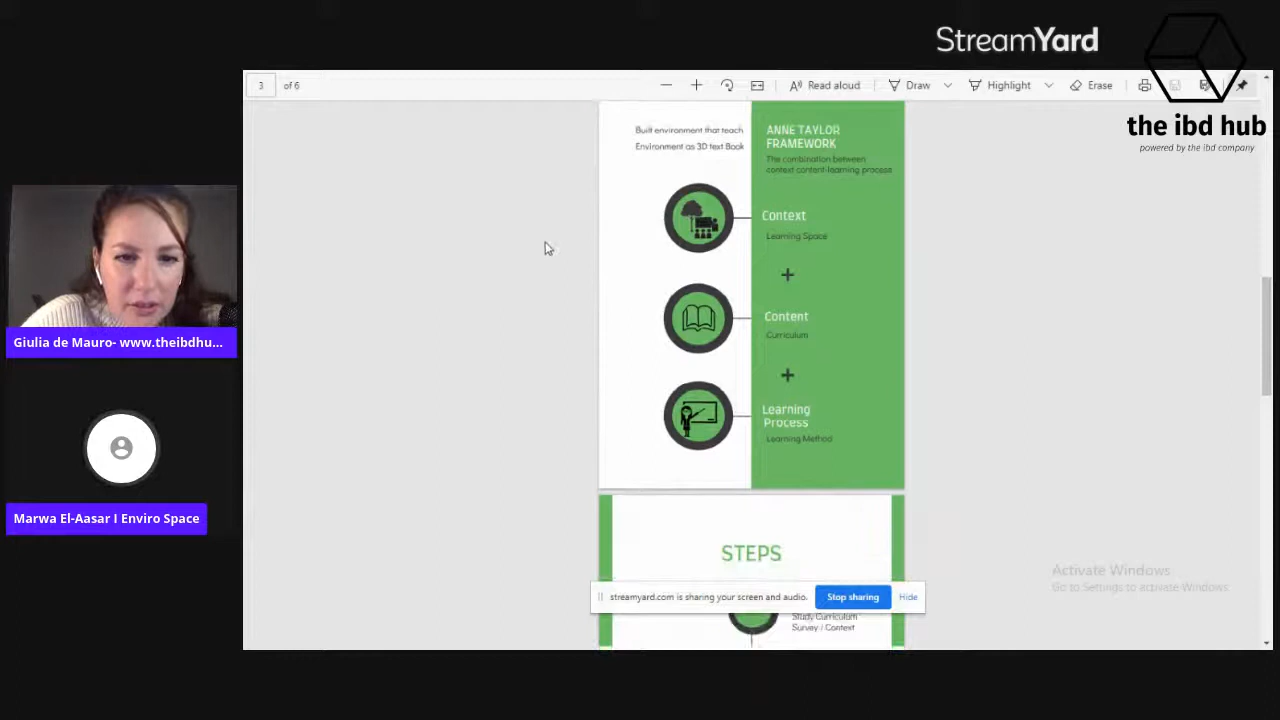 StreamYard
the ibd hub
powered by the ibd company
3 of 6
Read aloud
Draw
Highlight
Erase
Built environment that teach
Environment as 3D text Book
ANNE TAYLOR
FRAMEWORK
The combination between
context content-learning process
Context
Learning Space
+
Content
Curriculum
+
Learning
Process
Learning Method
STEPS
streamyard.com is sharing your screen and audio.
Stop sharing
Hide
Study Curriculum
Survey / Context
Giulia de Mauro- www.theibdhu...
Marwa El-Aasar I Enviro Space
Activate Windows
Go to Settings to activate Windows.